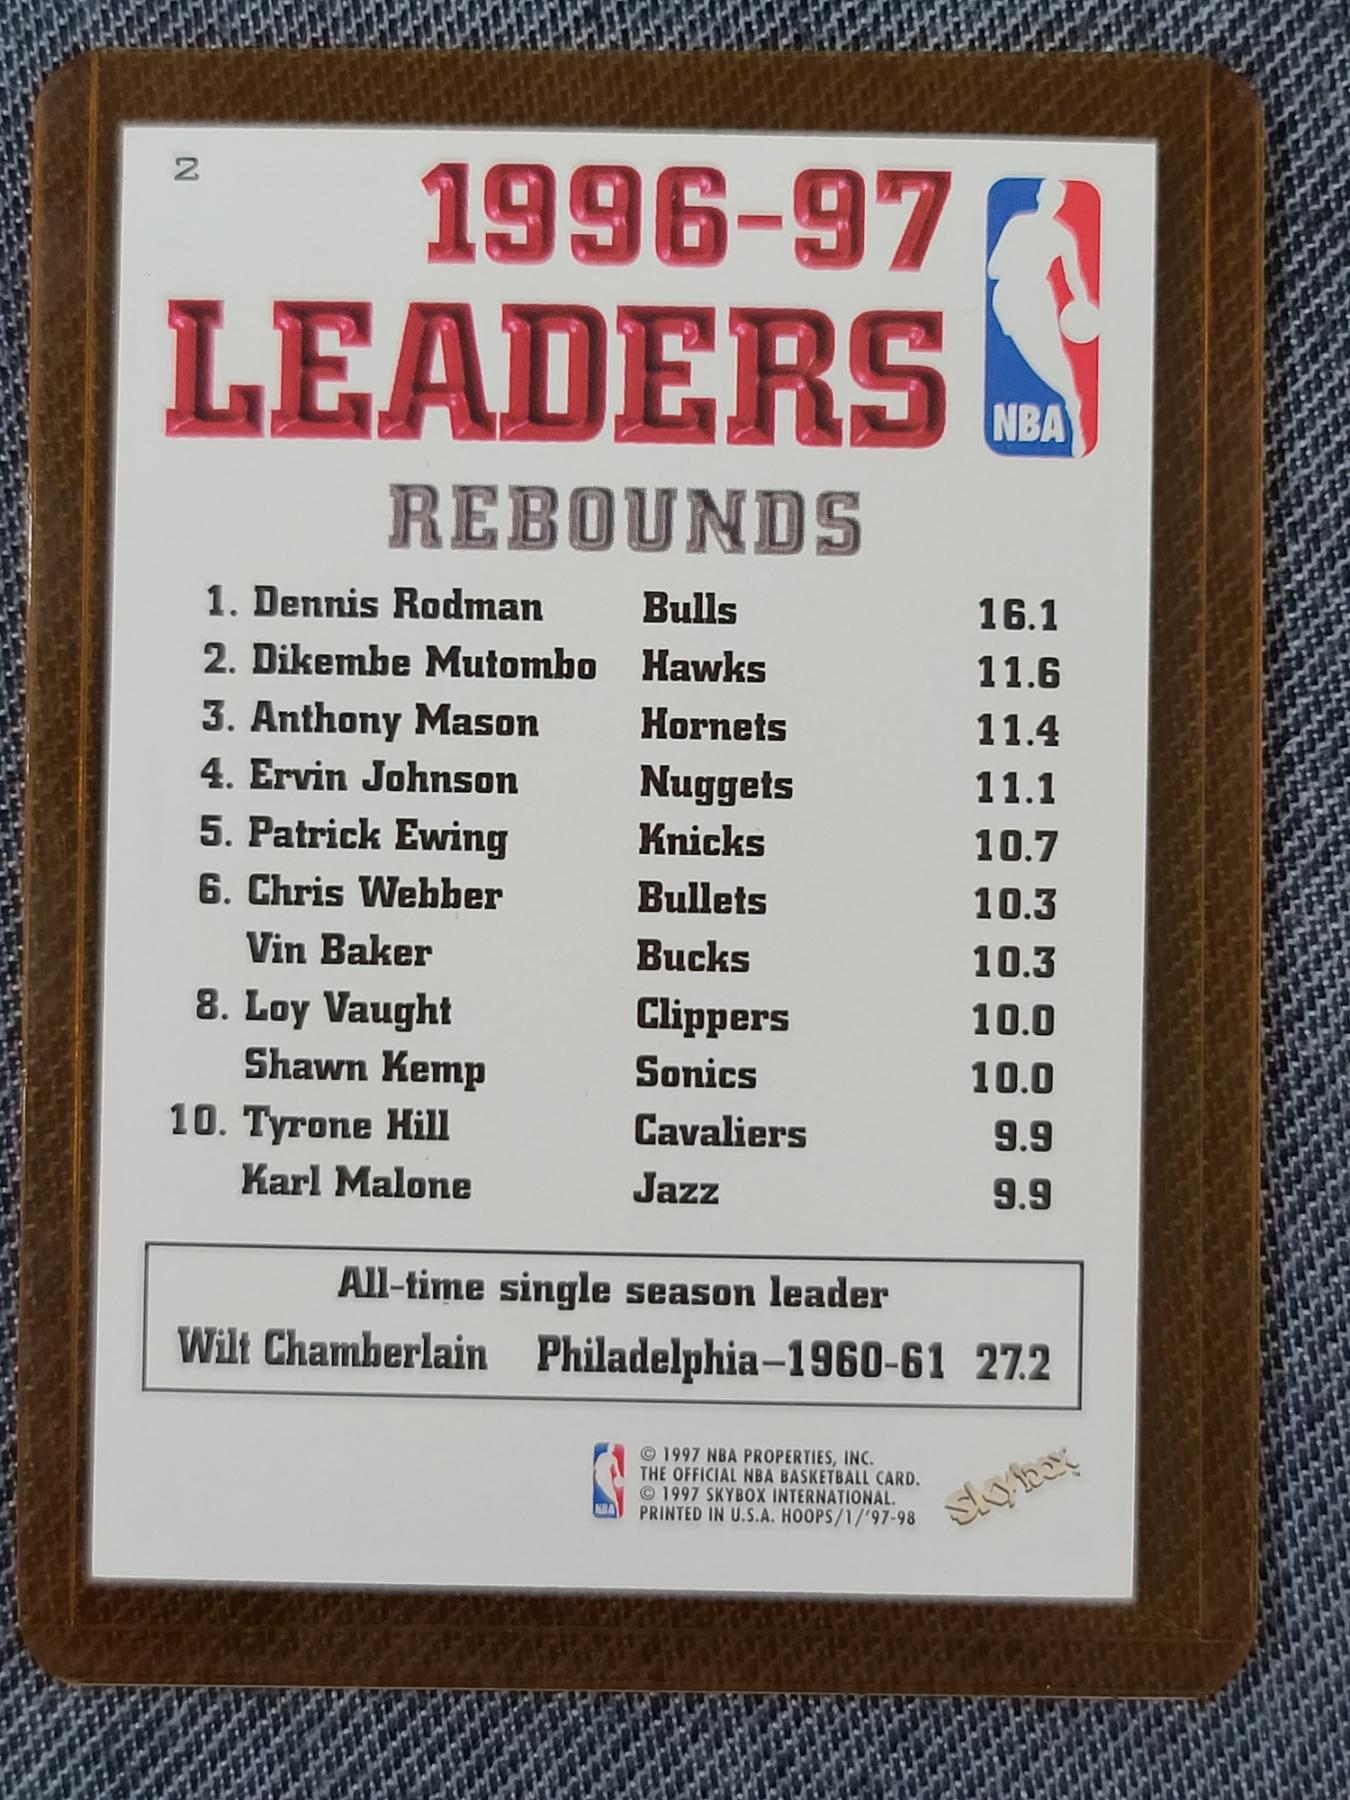 2
1996-97
LEADERS
NBA
REBOUNDS
1. Dennis Rodman Bulls 16.1
2. Dikembe Mutombo Hawks 11.6
3. Anthony Mason Hornets 11.4
4. Ervin Johnson Nuggets 11.1
5. Patrick Ewing Knicks 10.7
6. Chris Webber Bullets 10.3
Vin Baker Bucks 10.3
8. Loy Vaught Clippers 10.0
Shawn Kemp Sonics 10.0
10. Tyrone Hill Cavaliers 9.9
Karl Malone Jazz 9.9
All-time single season leader
Wilt Chamberlain Philadelphia–1960-61 27.2
NBA
© 1997 NBA PROPERTIES, INC.
THE OFFICIAL NBA BASKETBALL CARD.
© 1997 SKYBOX INTERNATIONAL.
PRINTED IN U.S.A. HOOPS/1/'97-98
skybox™